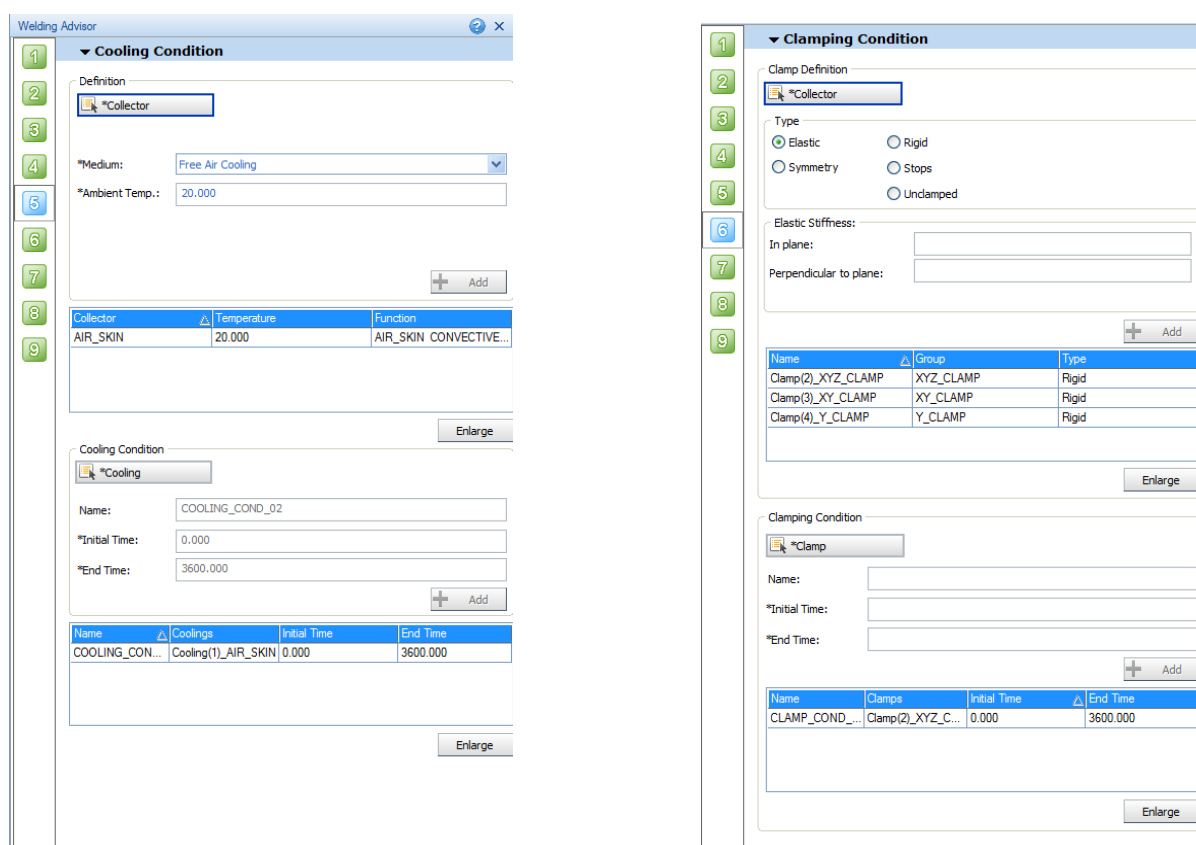 Welding Advisor
Cooling Condition
1
2
3
4
5
6
7
8
9
Definition
*Collector
*Medium: Free Air Cooling
*Ambient Temp.: 20.000
Add
Collector Temperature Function
AIR_SKIN 20.000 AIR_SKIN CONVECTIVE...
Enlarge
Cooling Condition
*Cooling
Name: COOLING_COND_02
*Initial Time: 0.000
*End Time: 3600.000
Add
Name Coolings Initial Time End Time
COOLING_CON... Cooling(1)_AIR_SKIN 0.000 3600.000
Enlarge
Clamping Condition
1
2
3
4
5
6
7
8
9
Clamp Definition
*Collector
Type
Elastic Rigid
Symmetry Stops
Unclamped
Elastic Stiffness:
In plane:
Perpendicular to plane:
Add
Name Group Type
Clamp(2)_XYZ_CLAMP XYZ_CLAMP Rigid
Clamp(3)_XY_CLAMP XY_CLAMP Rigid
Clamp(4)_Y_CLAMP Y_CLAMP Rigid
Enlarge
Clamping Condition
*Clamp
Name:
*Initial Time:
*End Time:
Add
Name Clamps Initial Time End Time
CLAMP_COND_... Clamp(2)_XYZ_C... 0.000 3600.000
Enlarge